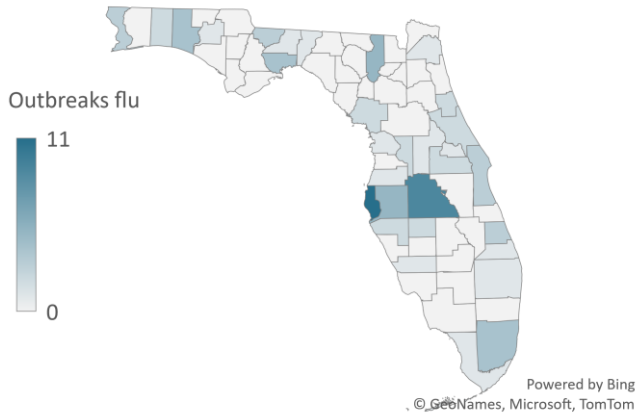 Outbreaks flu
11
0
Powered by Bing
© GeoNames, Microsoft, TomTom